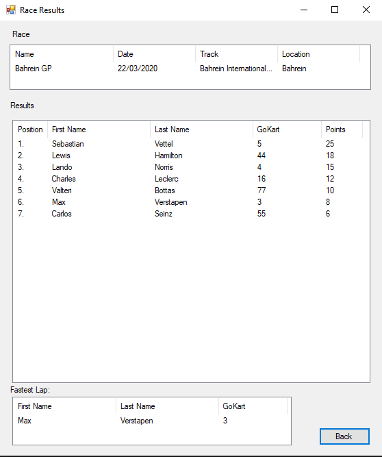 Race Results
Race
Name Date Track Location
Bahrein GP 22/03/2020 Bahrein International... Bahrein
Results
Position First Name Last Name GoKart Points
1. Sebastian Vettel 5 25
2. Lewis Hamilton 44 18
3. Lando Norris 4 15
4. Charles Leclerc 16 12
5. Valteri Bottas 77 10
6. Max Verstapen 3 8
7. Carlos Seinz 55 6
Fastest Lap:
First Name Last Name GoKart
Max Verstapen 3
Back